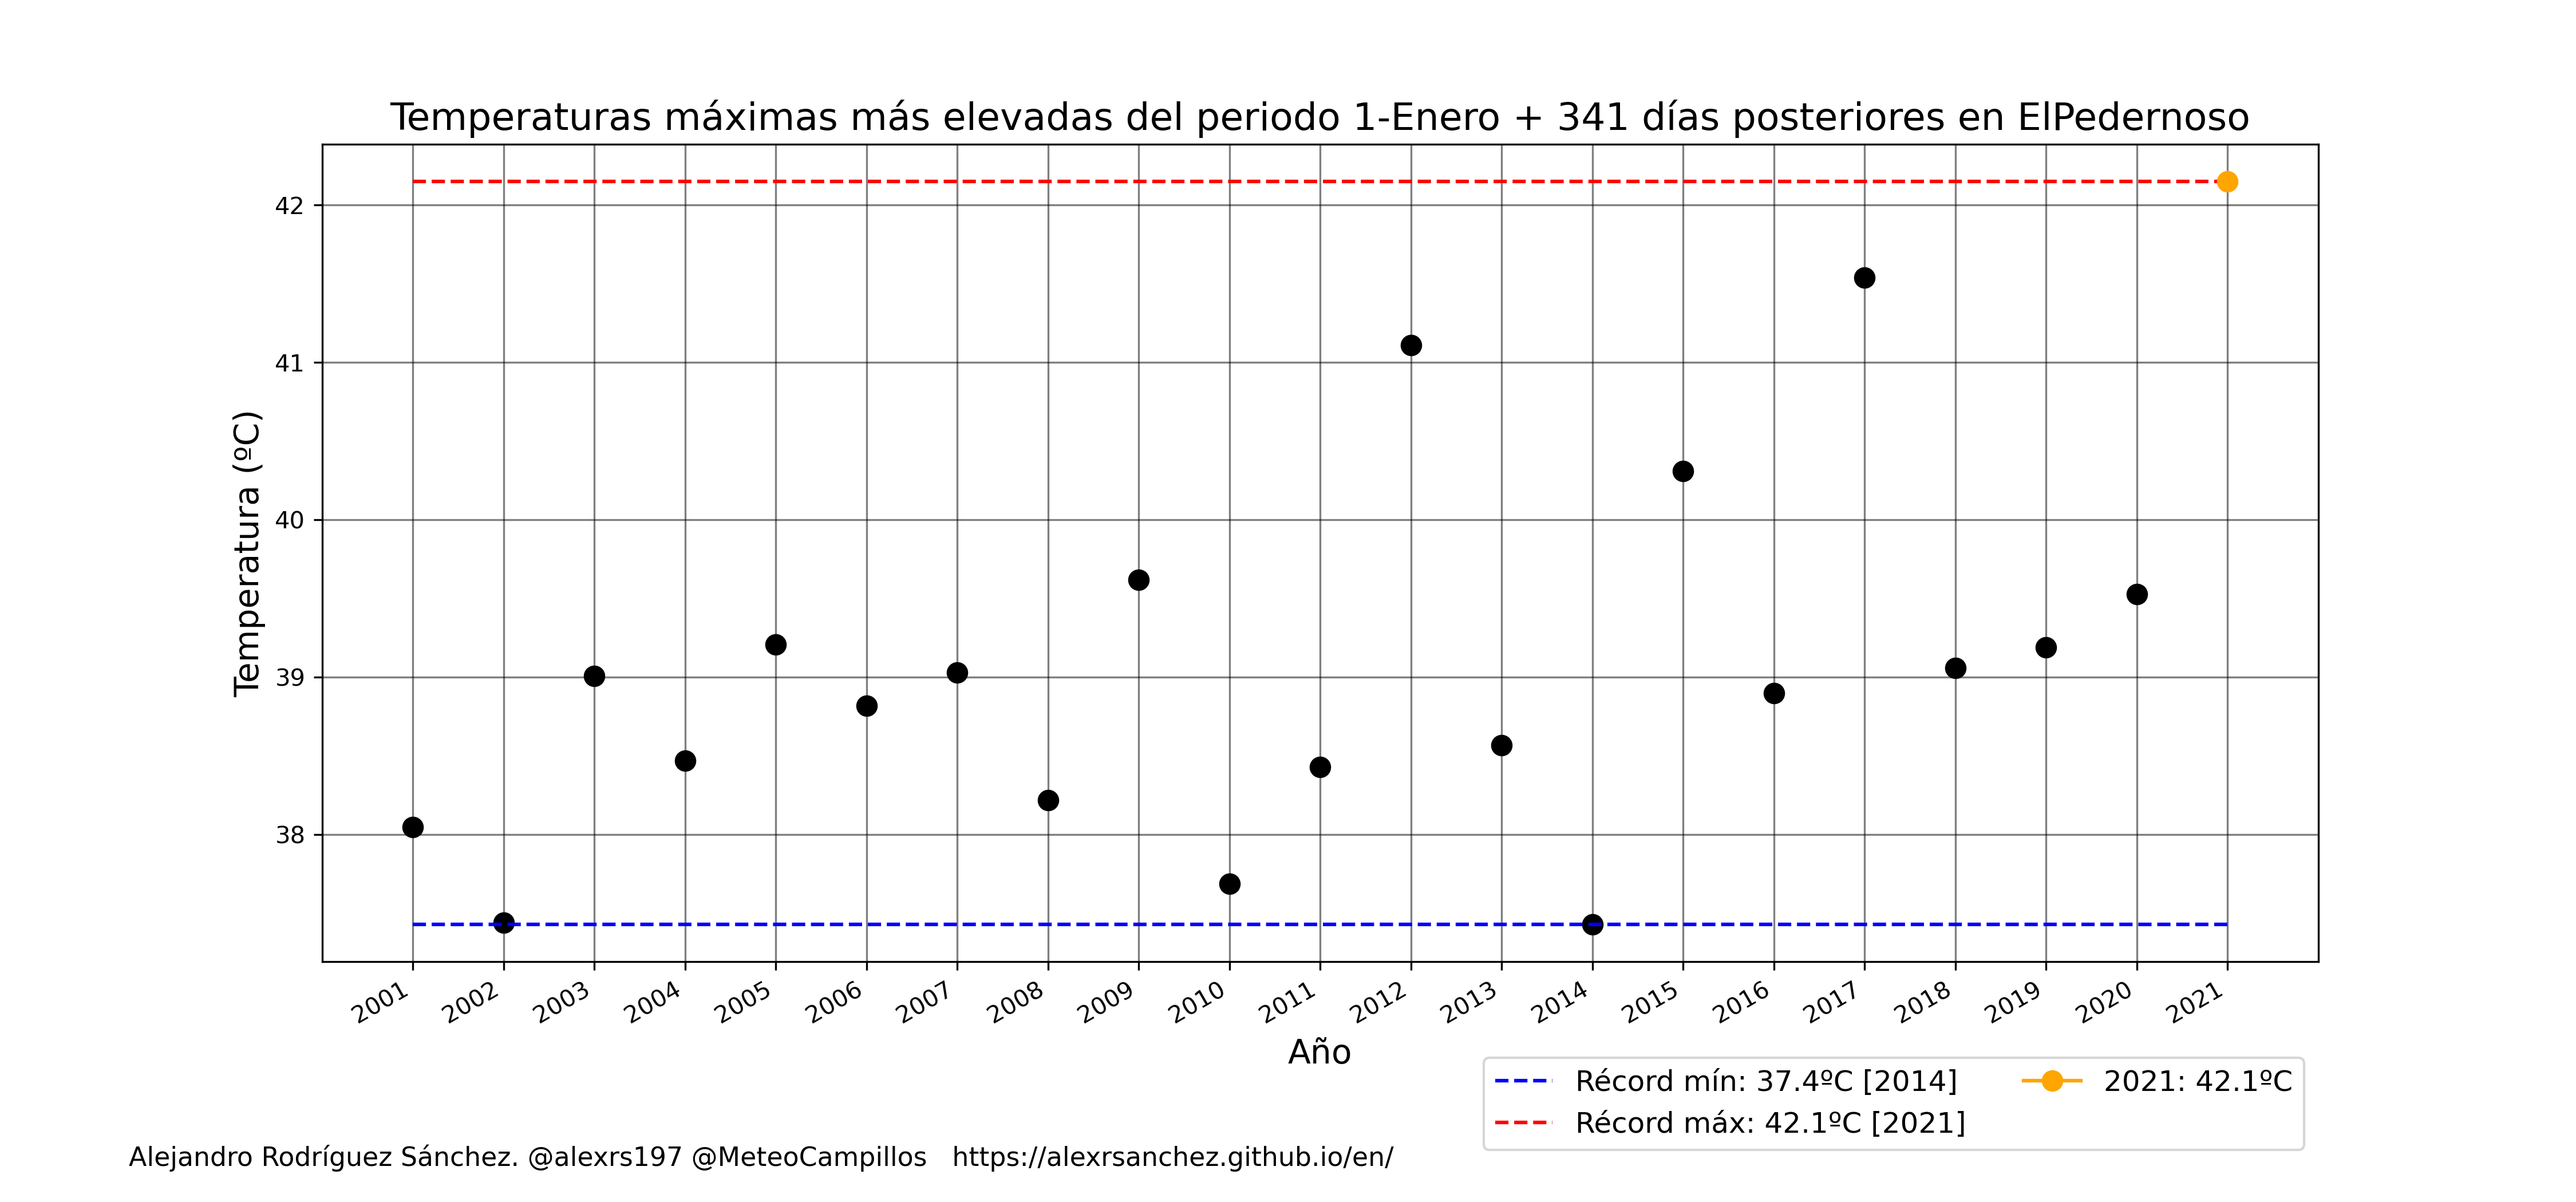 Temperaturas máximas más elevadas del periodo 1-Enero + 341 días posteriores en ElPedernoso
Temperatura (ºC)
42
41
40
39
38
2001 2002 2003 2004 2005 2006 2007 2008 2009 2010 2011 2012 2013 2014 2015 2016 2017 2018 2019 2020 2021
Año
Récord mín: 37.4ºC [2014]
Récord máx: 42.1ºC [2021]
2021: 42.1ºC
Alejandro Rodríguez Sánchez. @alexrs197 @MeteoCampillos https://alexrsanchez.github.io/en/